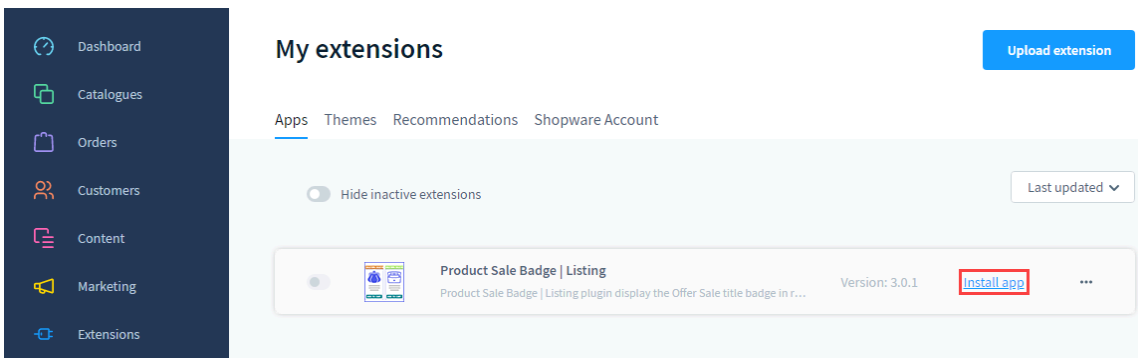 Dashboard
Catalogues
Orders
Customers
Content
Marketing
Extensions
My extensions
Upload extension
Apps Themes Recommendations Shopware Account
Hide inactive extensions
Last updated
Product Sale Badge | Listing
Product Sale Badge | Listing plugin display the Offer Sale title badge in r...
Version: 3.0.1
Install app